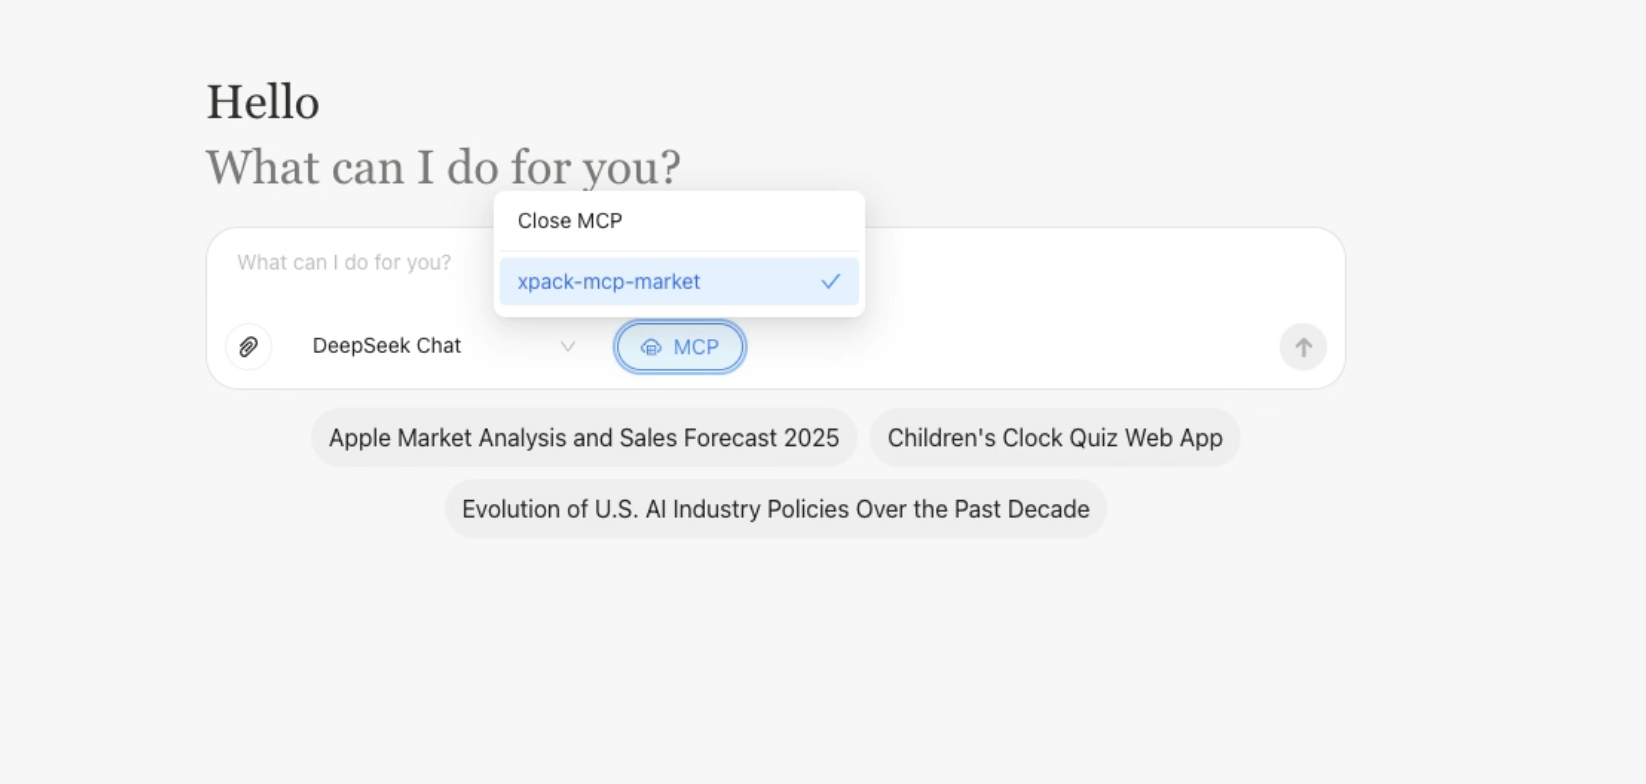 Hello
What can I do for you?
Close MCP
What can I do for you?
xpack-mcp-market
DeepSeek Chat
MCP
Apple Market Analysis and Sales Forecast 2025
Children's Clock Quiz Web App
Evolution of U.S. AI Industry Policies Over the Past Decade